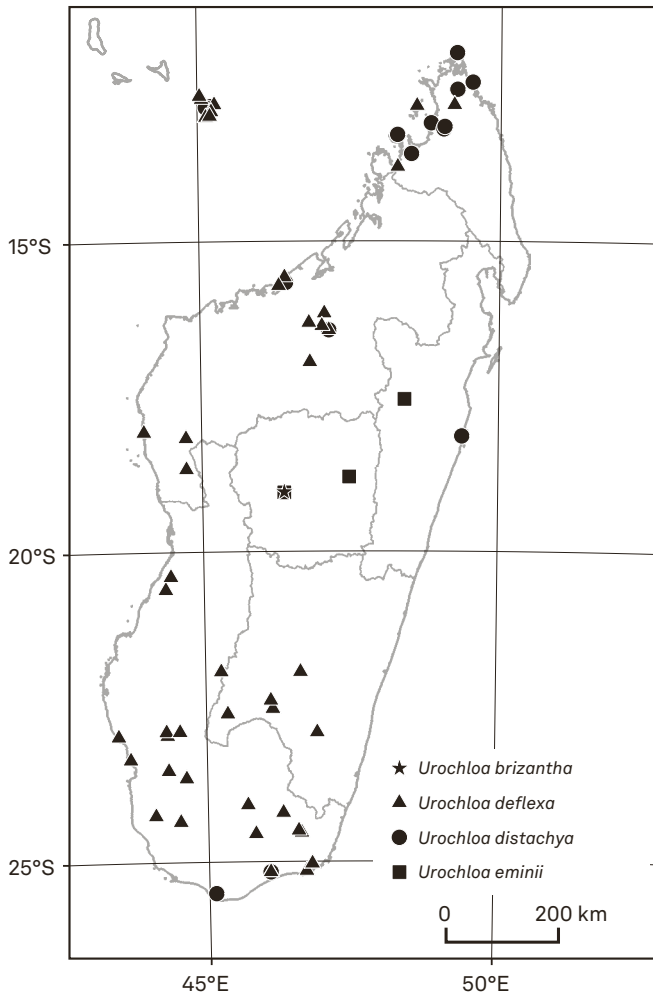 15°S
20°S
25°S
Urochloa brizantha
Urochloa deflexa
Urochloa distachya
Urochloa eminii
0 200 km
45°E 50°E